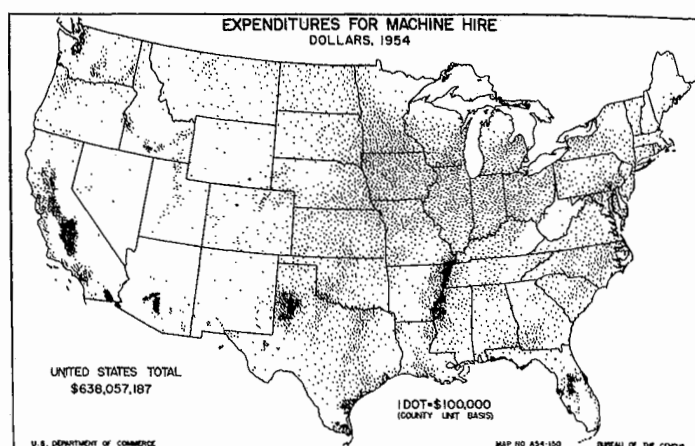 EXPENDITURES FOR MACHINE HIRE
DOLLARS, 1954
UNITED STATES TOTAL
$638,057,187
1 DOT=$100,000
(COUNTY UNIT BASIS)
U.S. DEPARTMENT OF COMMERCE
MAP NO. A54-150
BUREAU OF THE CENSUS